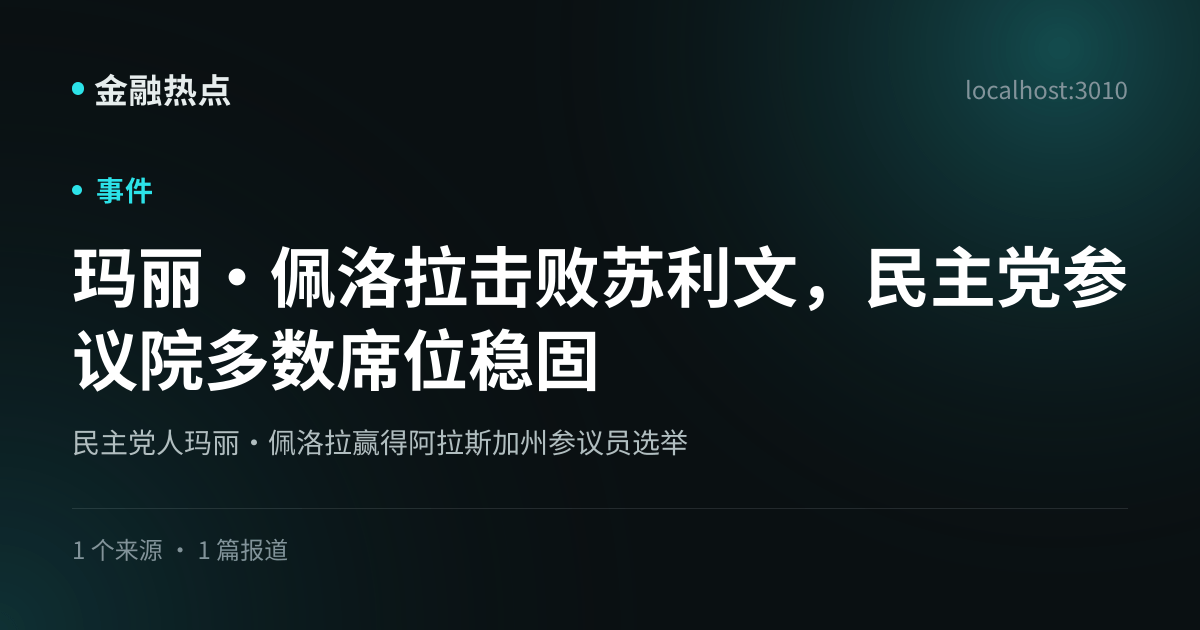 金融热点
localhost:3010
事件
玛丽・佩洛拉击败苏利文，民主党参
议院多数席位稳固
民主党人玛丽・佩洛拉赢得阿拉斯加州参议员选举
1 个来源 · 1 篇报道